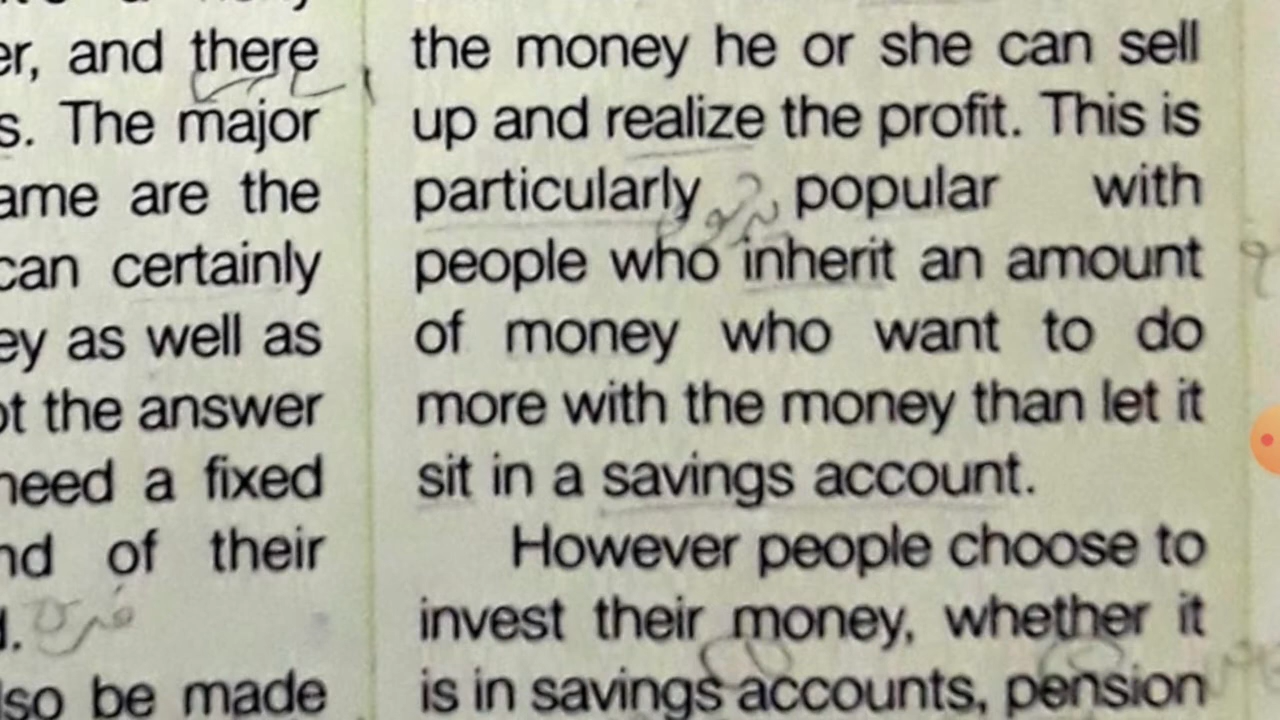 er, and there
s. The major
ame are the
can certainly
ey as well as
ot the answer
need a fixed
nd of their
also be made
the money he or she can sell
up and realize the profit. This is
particularly popular with
people who inherit an amount
of money who want to do
more with the money than let it
sit in a savings account.
However people choose to
invest their money, whether it
is in savings accounts, pension